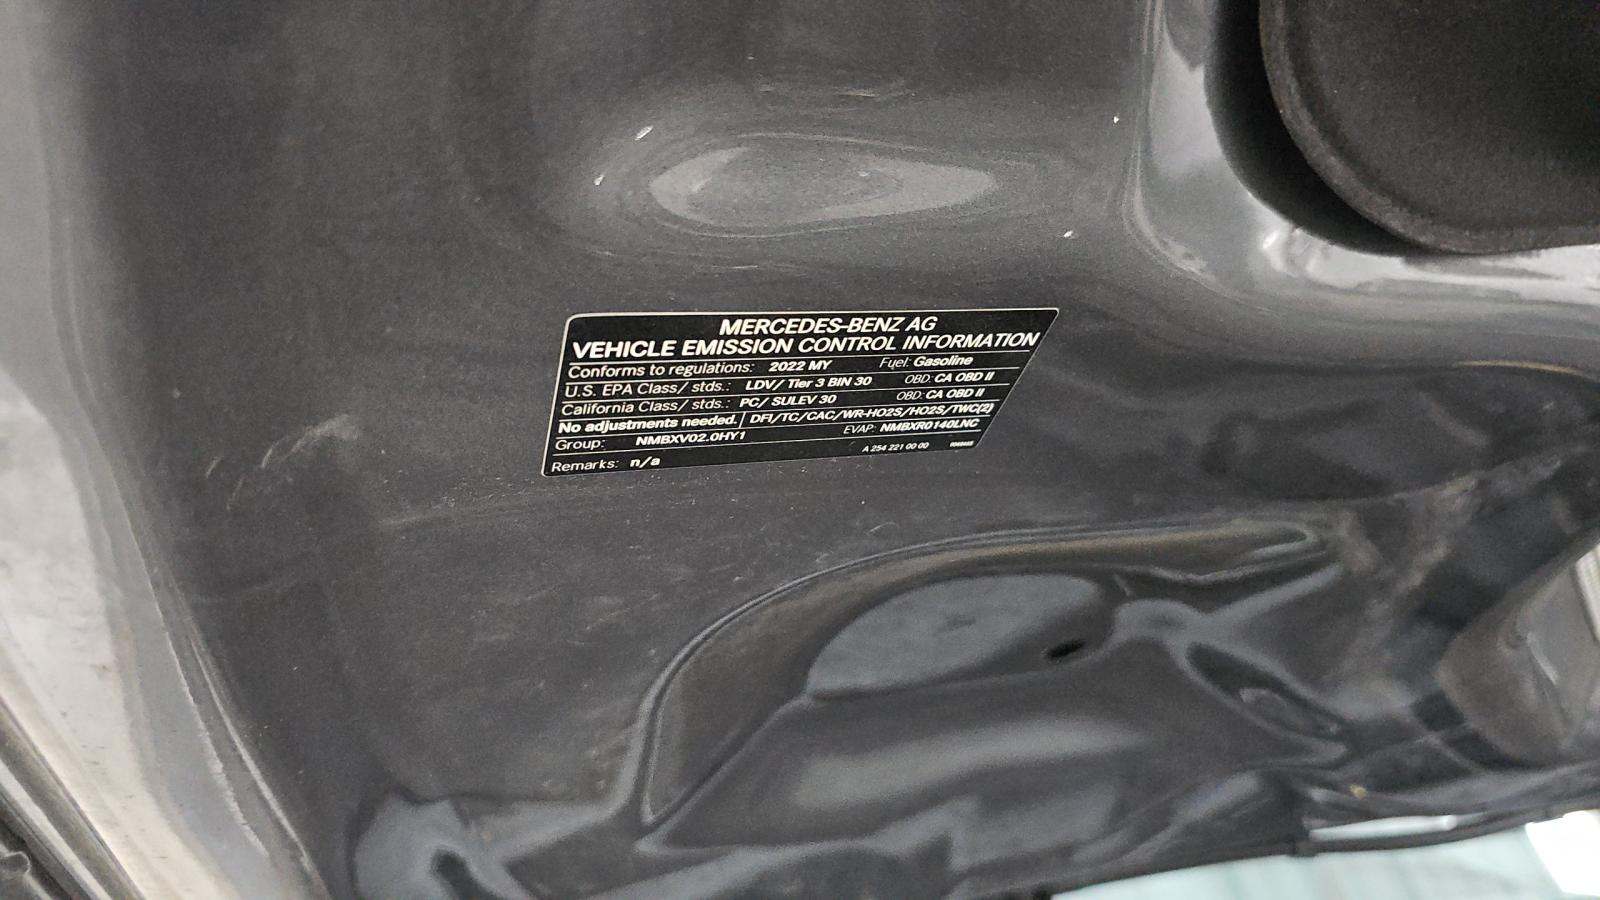 MERCEDES-BENZ AG
VEHICLE EMISSION CONTROL INFORMATION
Conforms to regulations: 2022 MY Fuel: Gasoline
U.S. EPA Class/ stds.: LDV/ Tier 3 BIN 30 OBD: CA OBD II
California Class/ stds.: PC/ SULEV 30 OBD: CA OBD II
No adjustments needed. DFI/TC/CAC/WR-HO2S/HO2S/TWC(2)
Group: NMBXV02.0HY1 EVAP: NMBXR0140LNC
A 254 221 00 00
Remarks: n/a